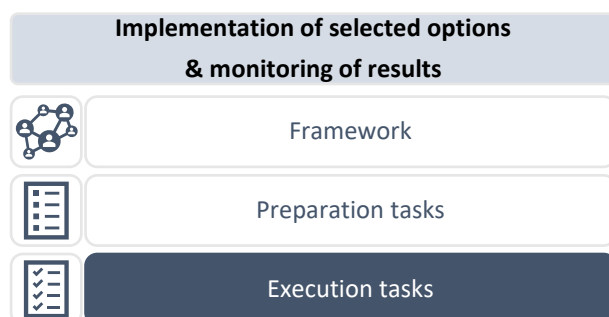 Implementation of selected options
& monitoring of results
Framework
Preparation tasks
Execution tasks